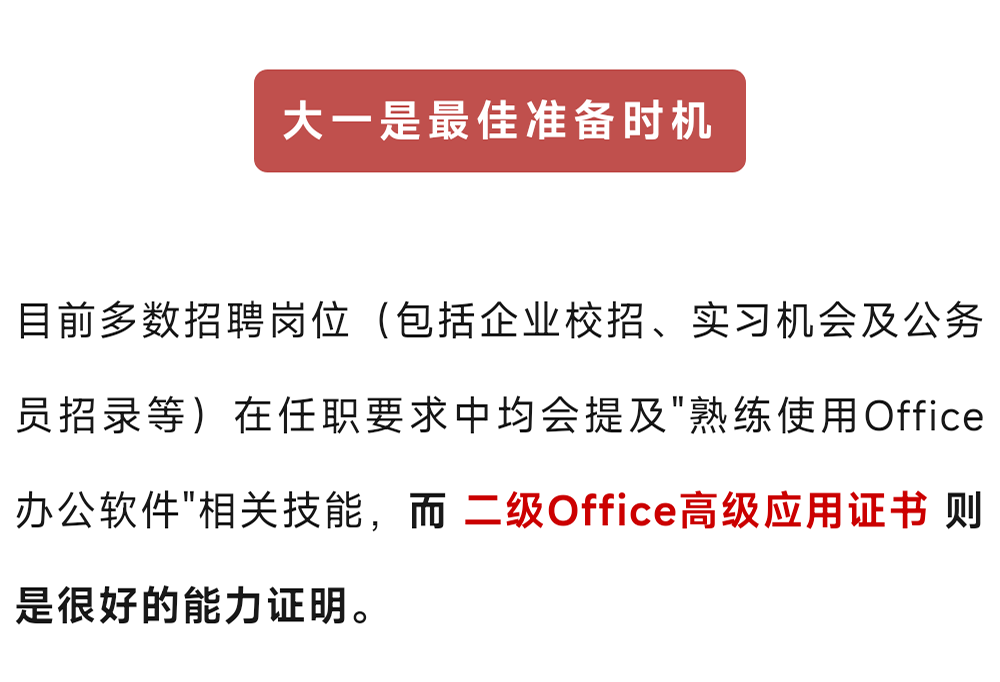 大一是最佳准备时机
目前多数招聘岗位（包括企业校招、实习机会及公务
员招录等）在任职要求中均会提及"熟练使用Office
办公软件"相关技能，而 二级Office高级应用证书 则
是很好的能力证明。